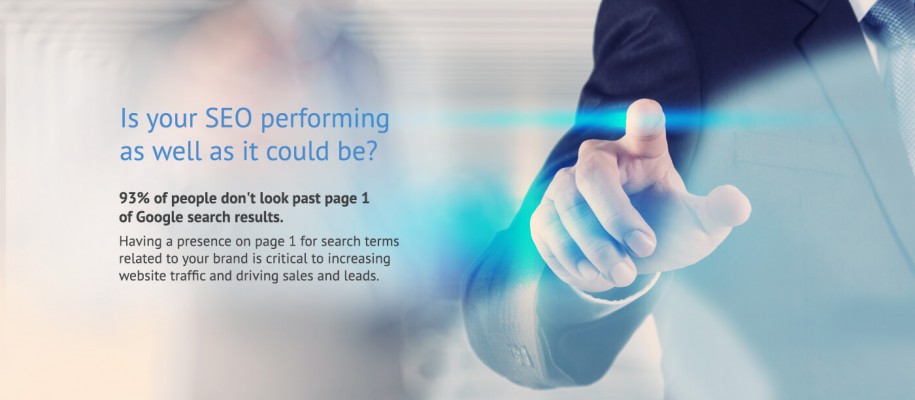 Is your SEO performing
as well as it could be?
93% of people don't look past page 1
of Google search results.
Having a presence on page 1 for search terms
related to your brand is critical to increasing
website traffic and driving sales and leads.